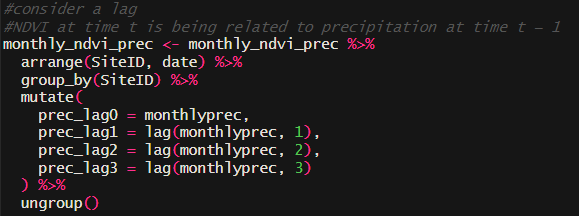 #consider a lag
#NDVI at time t is being related to precipitation at time t – 1
monthly_ndvi_prec <- monthly_ndvi_prec %>%
  arrange(SiteID, date) %>%
  group_by(SiteID) %>%
  mutate(
    prec_lag0 = monthlyprec,
    prec_lag1 = lag(monthlyprec, 1),
    prec_lag2 = lag(monthlyprec, 2),
    prec_lag3 = lag(monthlyprec, 3)
  ) %>%
  ungroup()